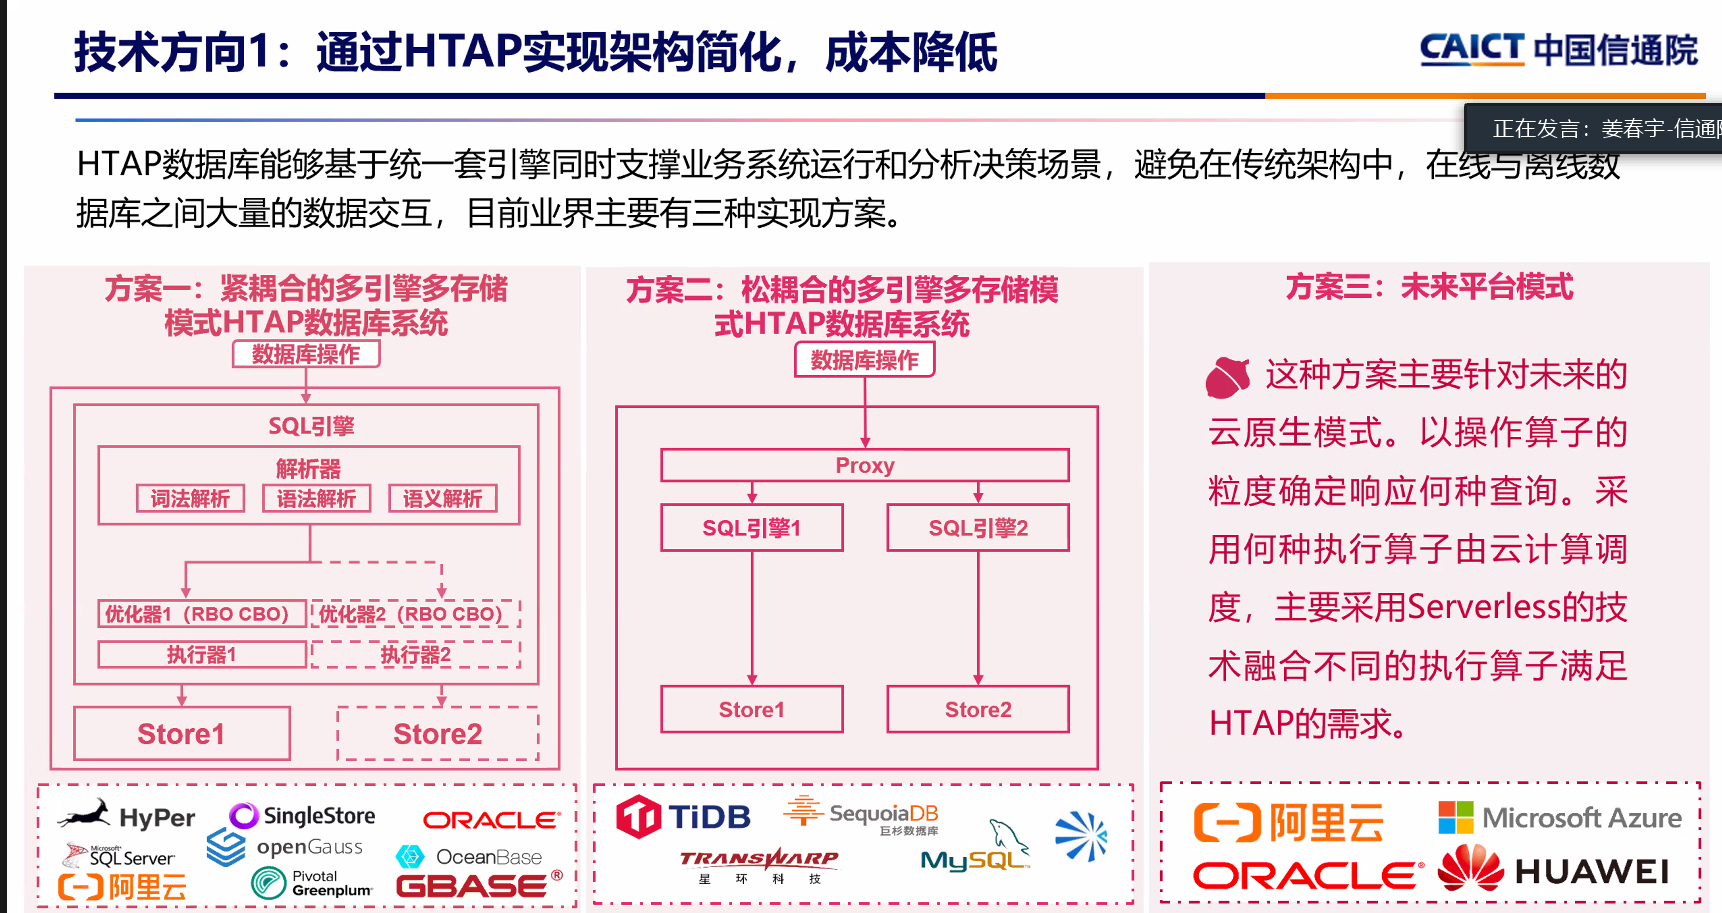 技术方向1：通过HTAP实现架构简化，成本降低
CAICT 中国信通院
正在发言：姜春宇-信通
HTAP数据库能够基于统一套引擎同时支撑业务系统运行和分析决策场景，避免在传统架构中，在线与离线数
据库之间大量的数据交互，目前业界主要有三种实现方案。
方案一：紧耦合的多引擎多存储
模式HTAP数据库系统
数据库操作
SQL引擎
解析器
词法解析 语法解析 语义解析
优化器1（RBO CBO） 优化器2（RBO CBO）
执行器1 执行器2
Store1 Store2
HyPer SingleStore ORACLE®
Microsoft® SQL Server openGauss OceanBase
阿里云 Pivotal Greenplum GBASE®
方案二：松耦合的多引擎多存储模
式HTAP数据库系统
数据库操作
Proxy
SQL引擎1 SQL引擎2
Store1 Store2
TiDB SequoiaDB
巨杉数据库
TRANSWARP
星环科技
MySQL
方案三：未来平台模式
这种方案主要针对未来的
云原生模式。以操作算子的
粒度确定响应何种查询。采
用何种执行算子由云计算调
度，主要采用Serverless的技
术融合不同的执行算子满足
HTAP的需求。
阿里云 Microsoft Azure
ORACLE® HUAWEI